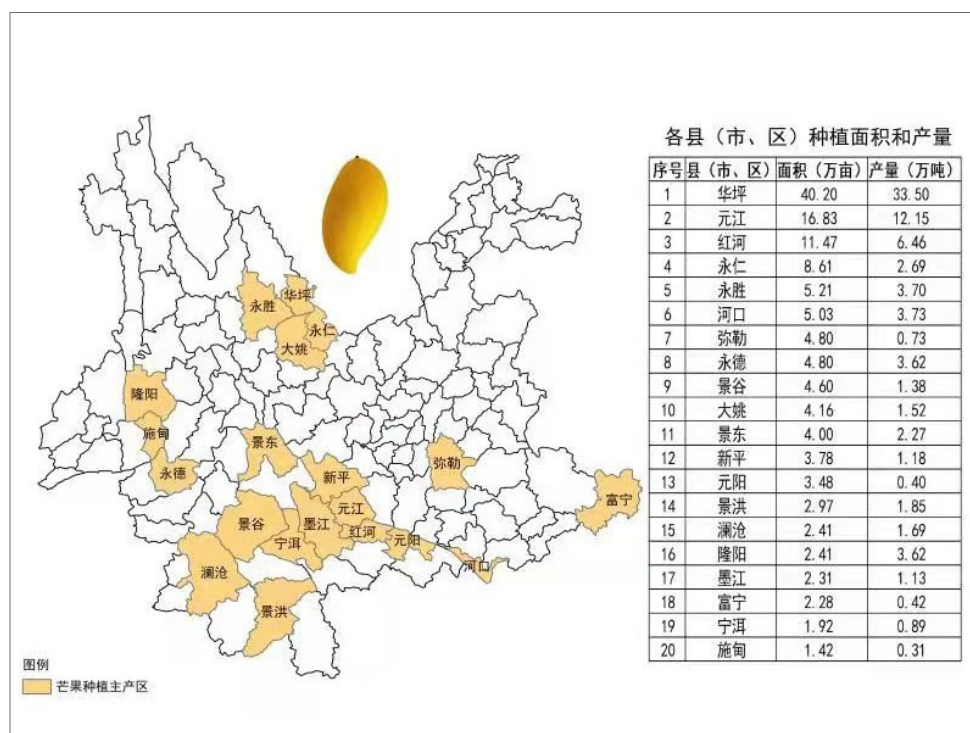 各县（市、区）种植面积和产量
序号 县（市、区） 面积（万亩） 产量（万吨）
1 华坪 40.20 33.50
2 元江 16.83 12.15
3 红河 11.47 6.46
4 永仁 8.61 2.69
5 永胜 5.21 3.70
6 河口 5.03 3.73
7 弥勒 4.80 0.73
8 永德 4.80 3.62
9 景谷 4.60 1.38
10 大姚 4.16 1.52
11 景东 4.00 2.27
12 新平 3.78 1.18
13 元阳 3.48 0.40
14 景洪 2.97 1.85
15 澜沧 2.41 1.69
16 隆阳 2.41 3.62
17 墨江 2.31 1.13
18 富宁 2.28 0.42
19 宁洱 1.92 0.89
20 施甸 1.42 0.31
华坪
永胜
永仁
大姚
隆阳
施甸
景东
弥勒
永德
新平
富宁
元江
景谷
墨江
红河
宁洱
元阳
河口
澜沧
景洪
图例
芒果种植主产区